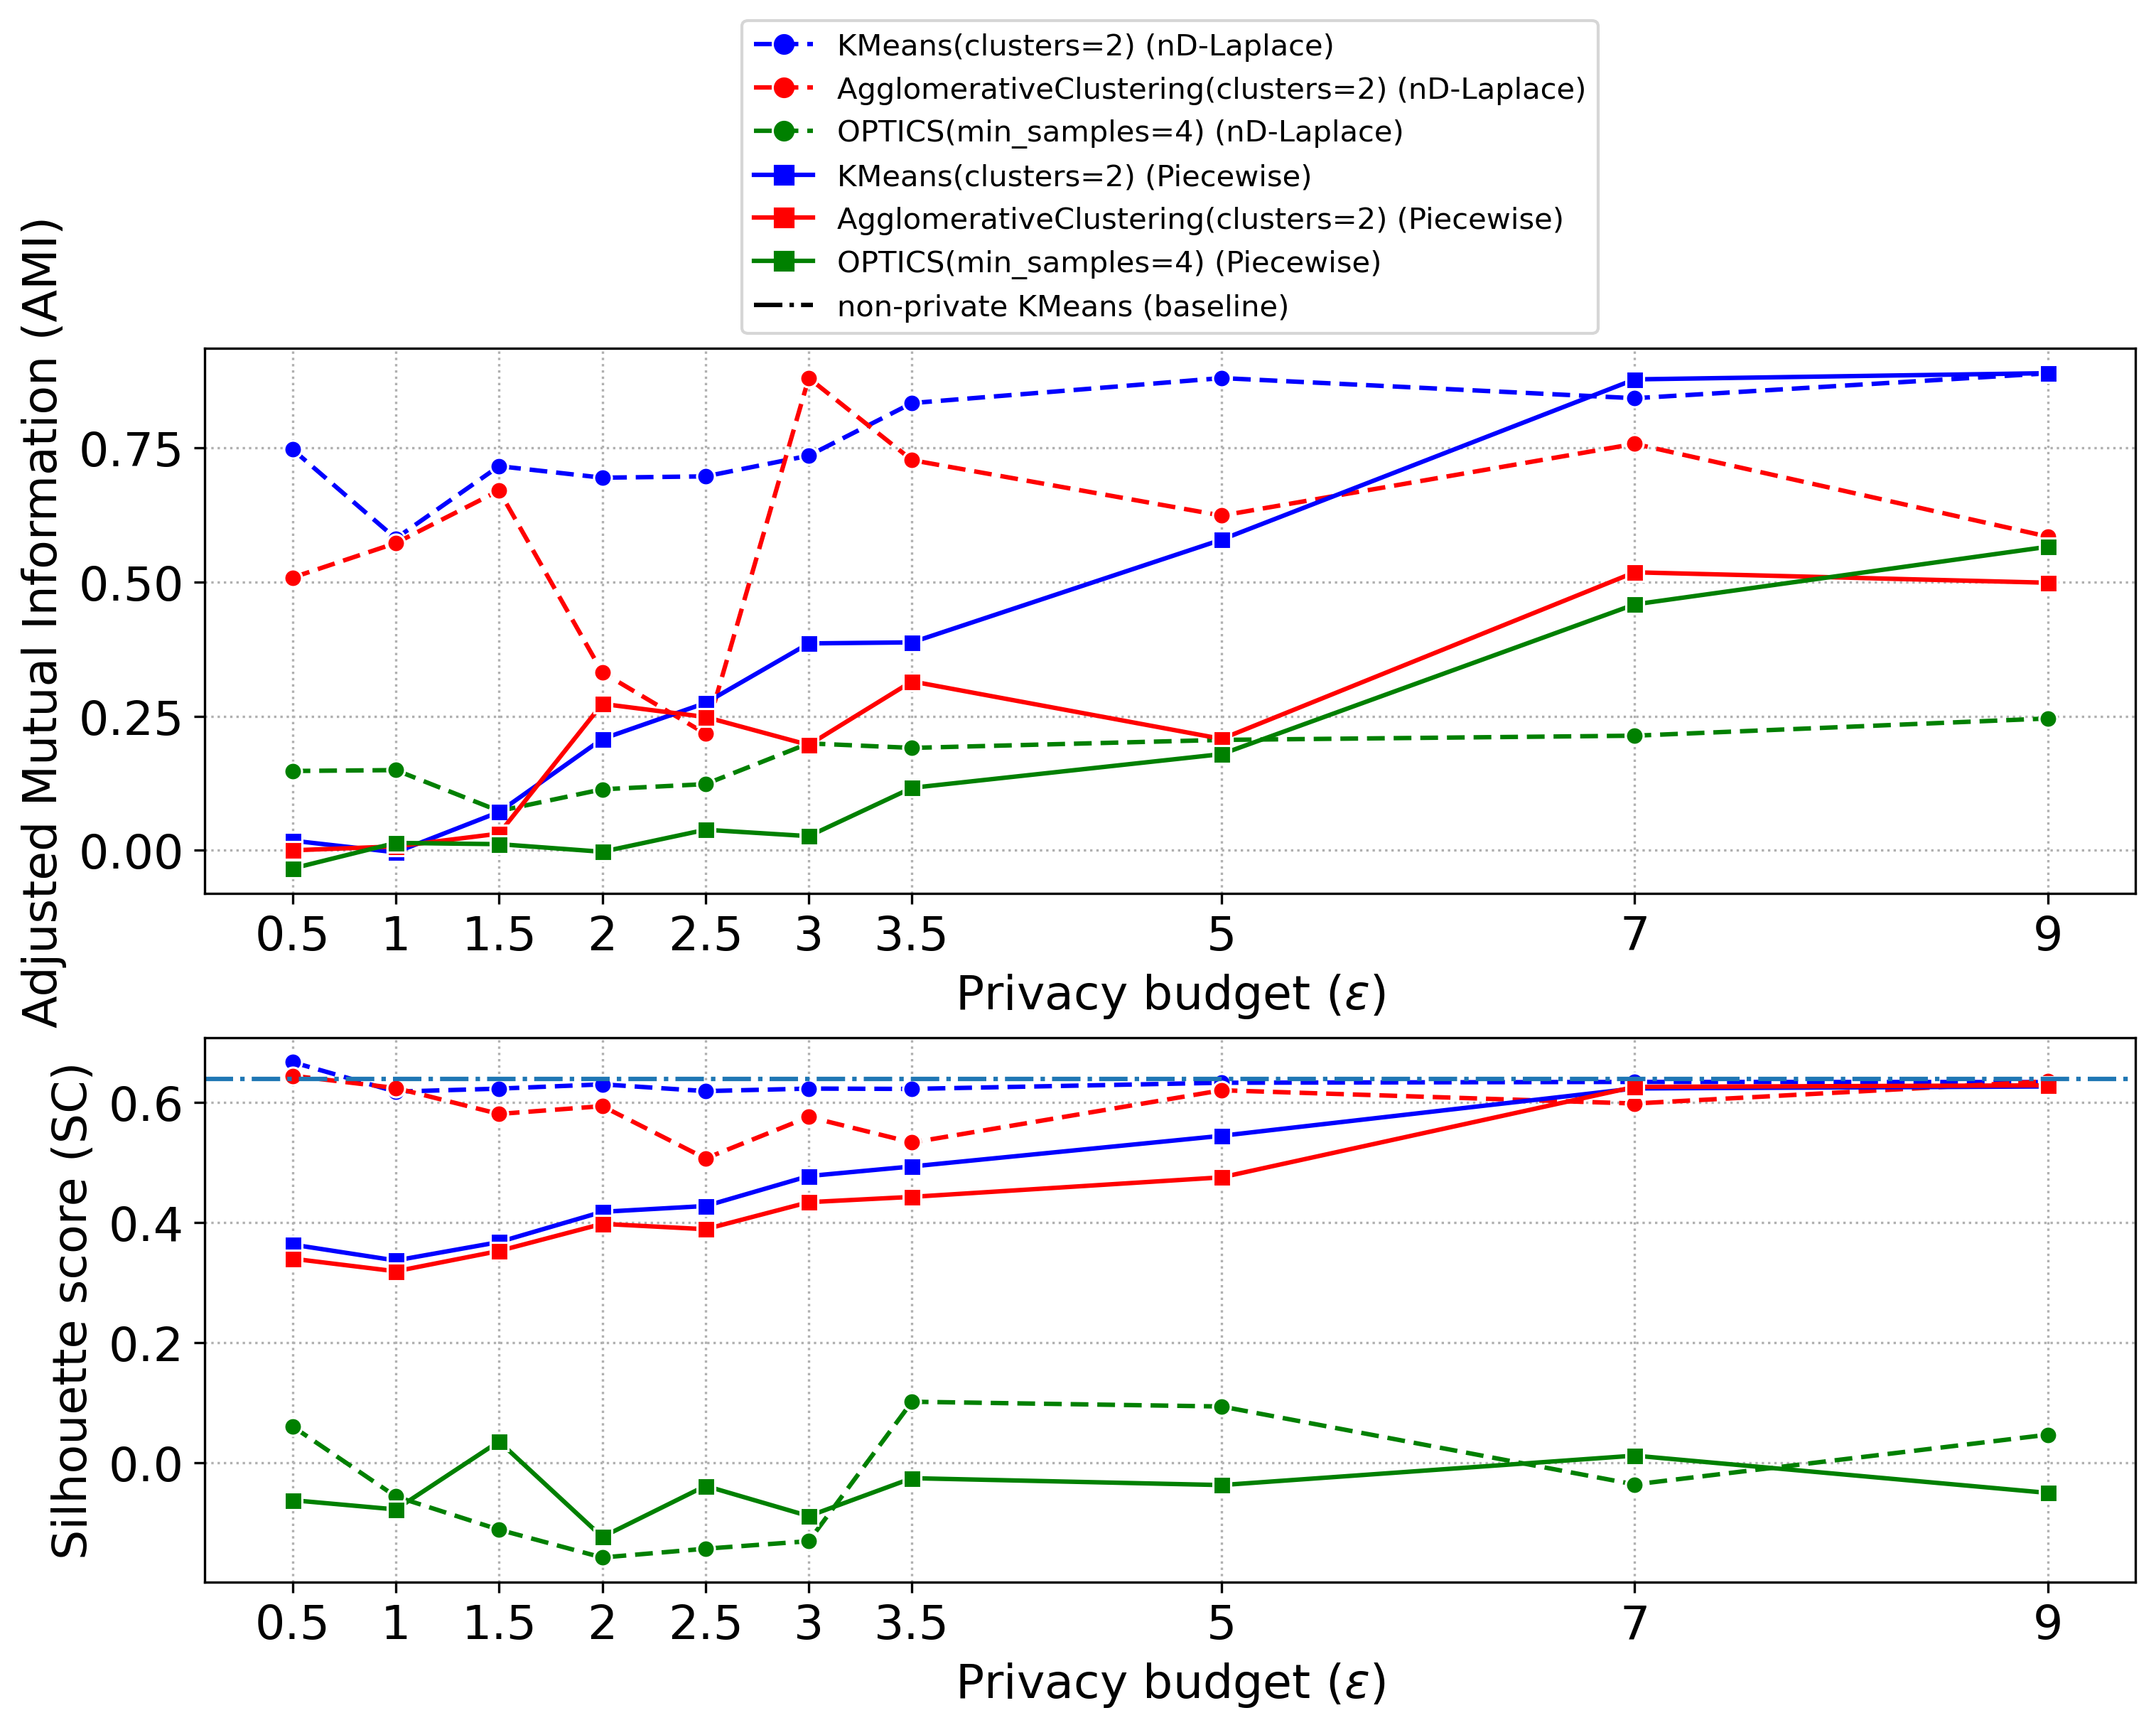 KMeans(clusters=2) (nD-Laplace)
AgglomerativeClustering(clusters=2) (nD-Laplace)
OPTICS(min_samples=4) (nD-Laplace)
KMeans(clusters=2) (Piecewise)
AgglomerativeClustering(clusters=2) (Piecewise)
OPTICS(min_samples=4) (Piecewise)
non-private KMeans (baseline)
Adjusted Mutual Information (AMI)
0.75
0.50
0.25
0.00
0.5 1 1.5 2 2.5 3 3.5 5 7 9
Privacy budget (ε)
Silhouette score (SC)
0.6
0.4
0.2
0.0
0.5 1 1.5 2 2.5 3 3.5 5 7 9
Privacy budget (ε)